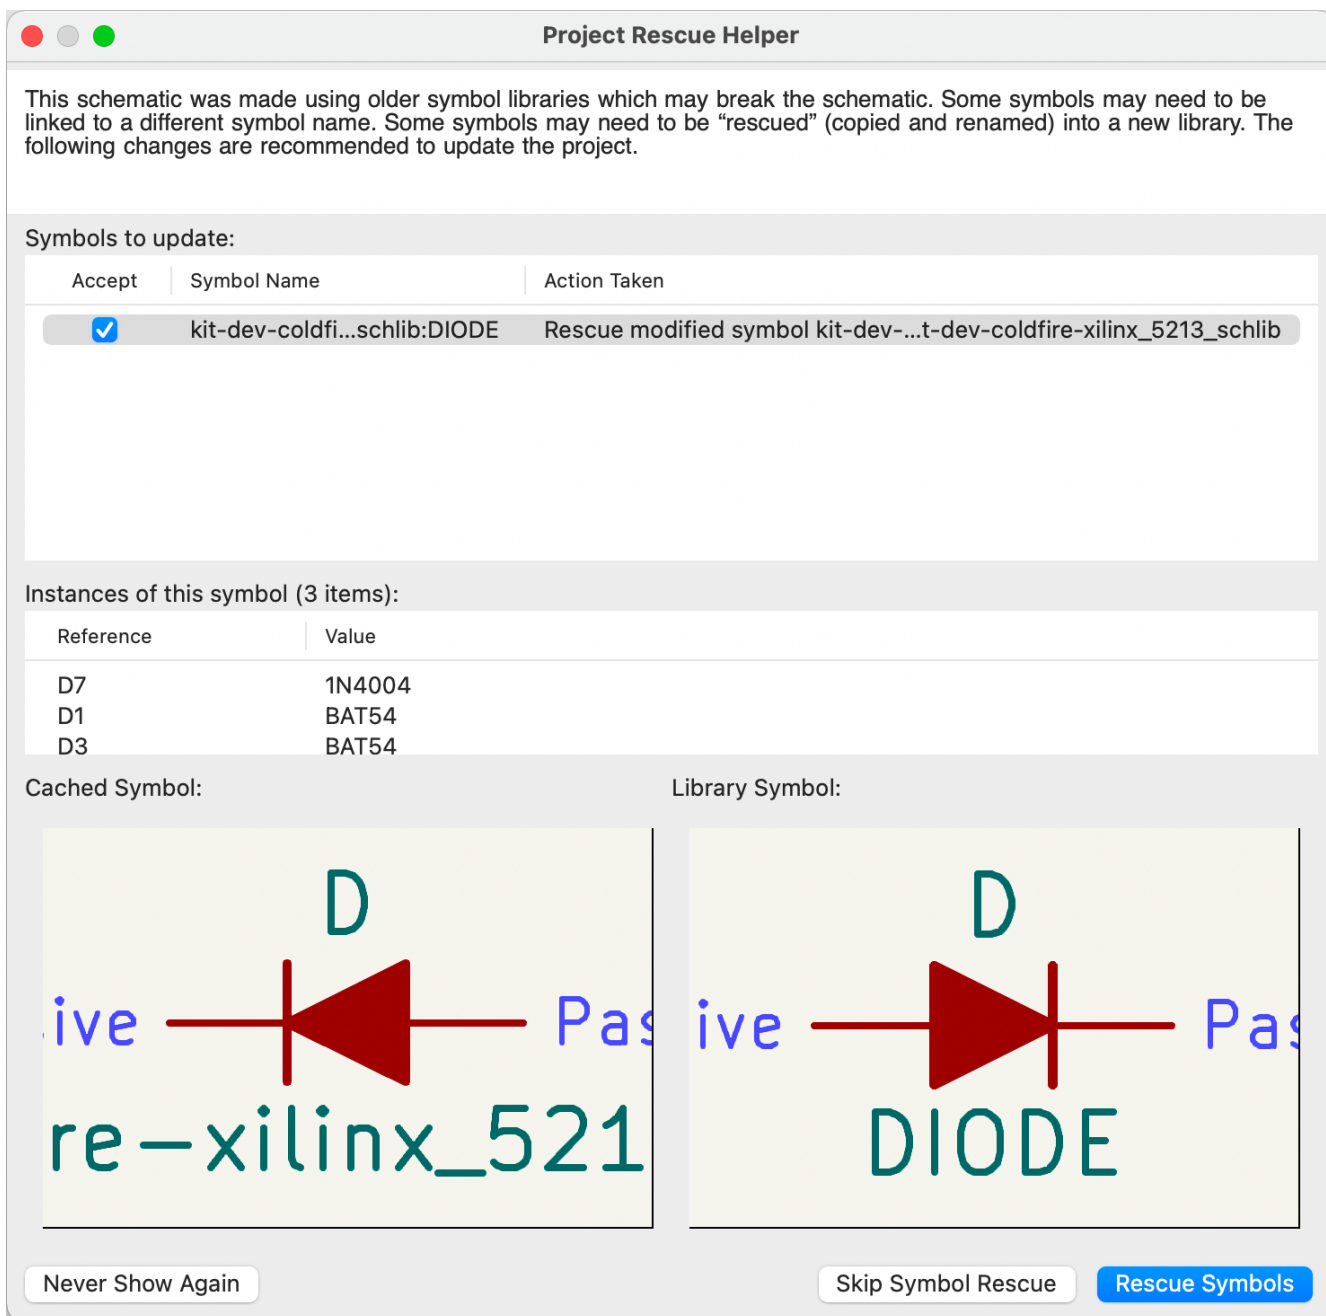 Project Rescue Helper
This schematic was made using older symbol libraries which may break the schematic. Some symbols may need to be
linked to a different symbol name. Some symbols may need to be “rescued” (copied and renamed) into a new library. The
following changes are recommended to update the project.
Symbols to update:
Accept Symbol Name Action Taken
kit-dev-coldfi...schlib:DIODE Rescue modified symbol kit-dev-...t-dev-coldfire-xilinx_5213_schlib
Instances of this symbol (3 items):
Reference Value
D7 1N4004
D1 BAT54
D3 BAT54
Cached Symbol: Library Symbol:
D D
ive Pas ive Pas
re-xilinx_521 DIODE
Never Show Again Skip Symbol Rescue Rescue Symbols